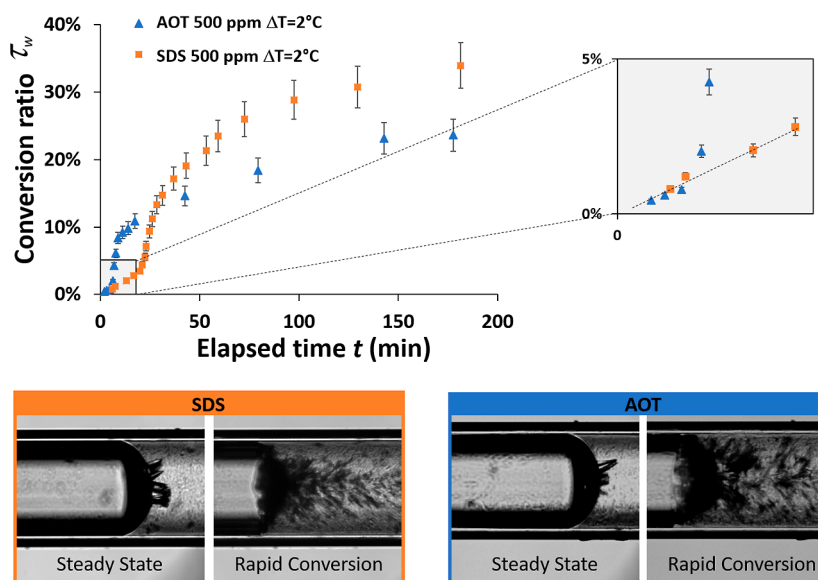 40%
30%
20%
10%
0%
Conversion ratio 𝒯w
AOT 500 ppm ΔT=2°C
SDS 500 ppm ΔT=2°C
0 50 100 150 200
Elapsed time t (min)
5%
0%
0
SDS
Steady State
Rapid Conversion
AOT
Steady State
Rapid Conversion